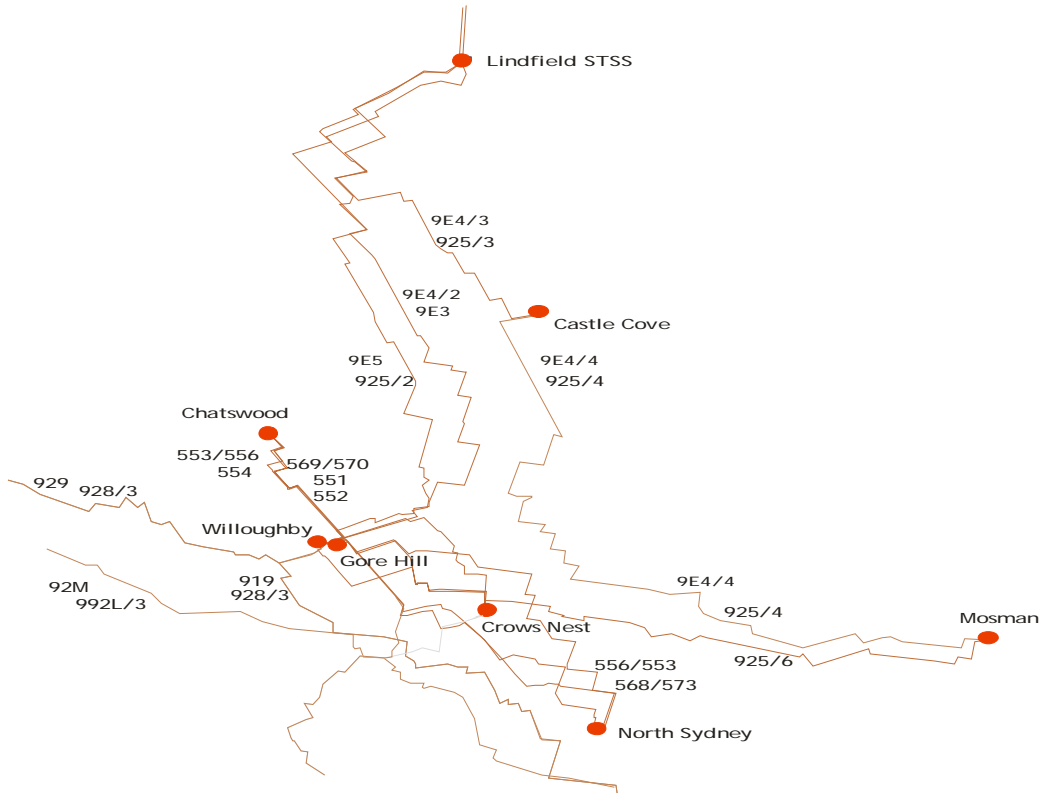 Lindfield STSS
9E4/3
925/3
9E4/2
9E3
Castle Cove
9E5
925/2
9E4/4
925/4
Chatswood
553/556
554
569/570
551
552
929
928/3
Willoughby
Gore Hill
919
928/3
92M
992L/3
9E4/4
925/4
Mosman
Crows Nest
925/6
556/553
568/573
North Sydney